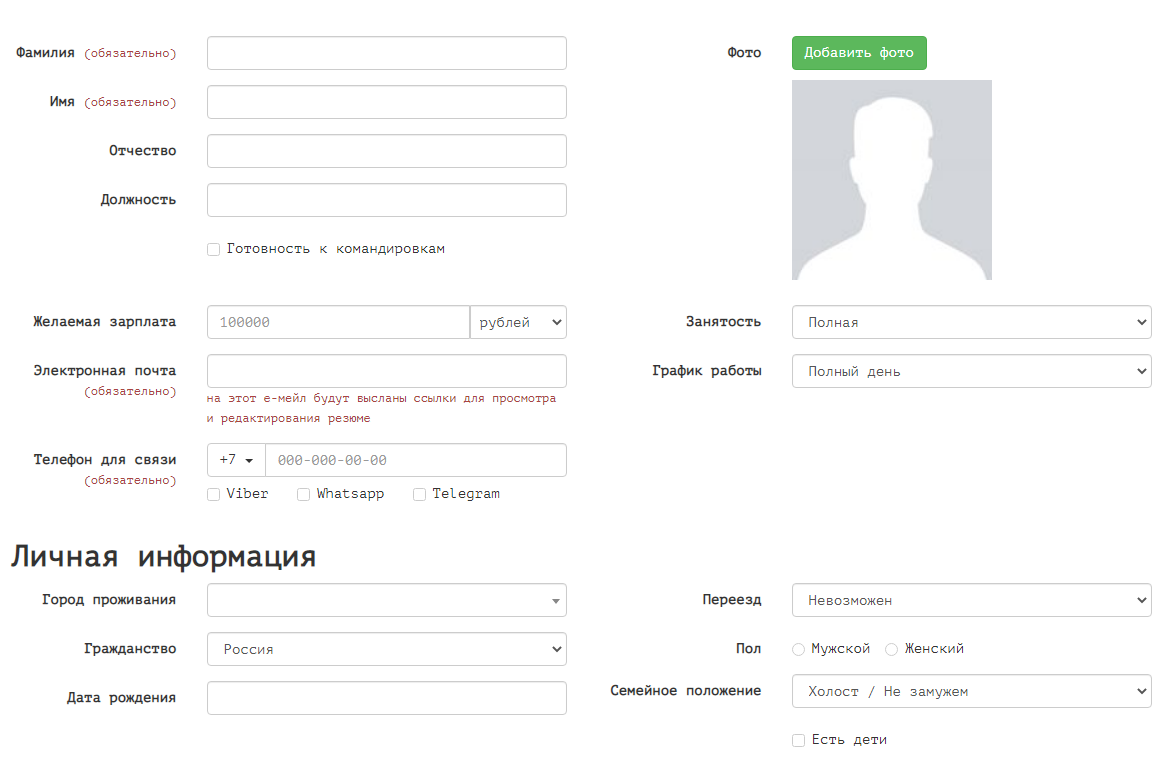 Фамилия (обязательно)
Фото
Добавить фото
Имя (обязательно)
Отчество
Должность
Готовность к командировкам
Желаемая зарплата
100000
рублей
Занятость
Полная
Электронная почта
(обязательно)
на этот е-мейл будут высланы ссылки для просмотра
и редактирования резюме
График работы
Полный день
Телефон для связи
(обязательно)
+7
000-000-00-00
Viber
Whatsapp
Telegram
Личная информация
Город проживания
Переезд
Невозможен
Гражданство
Россия
Пол
Мужской
Женский
Дата рождения
Семейное положение
Холост / Не замужем
Есть дети